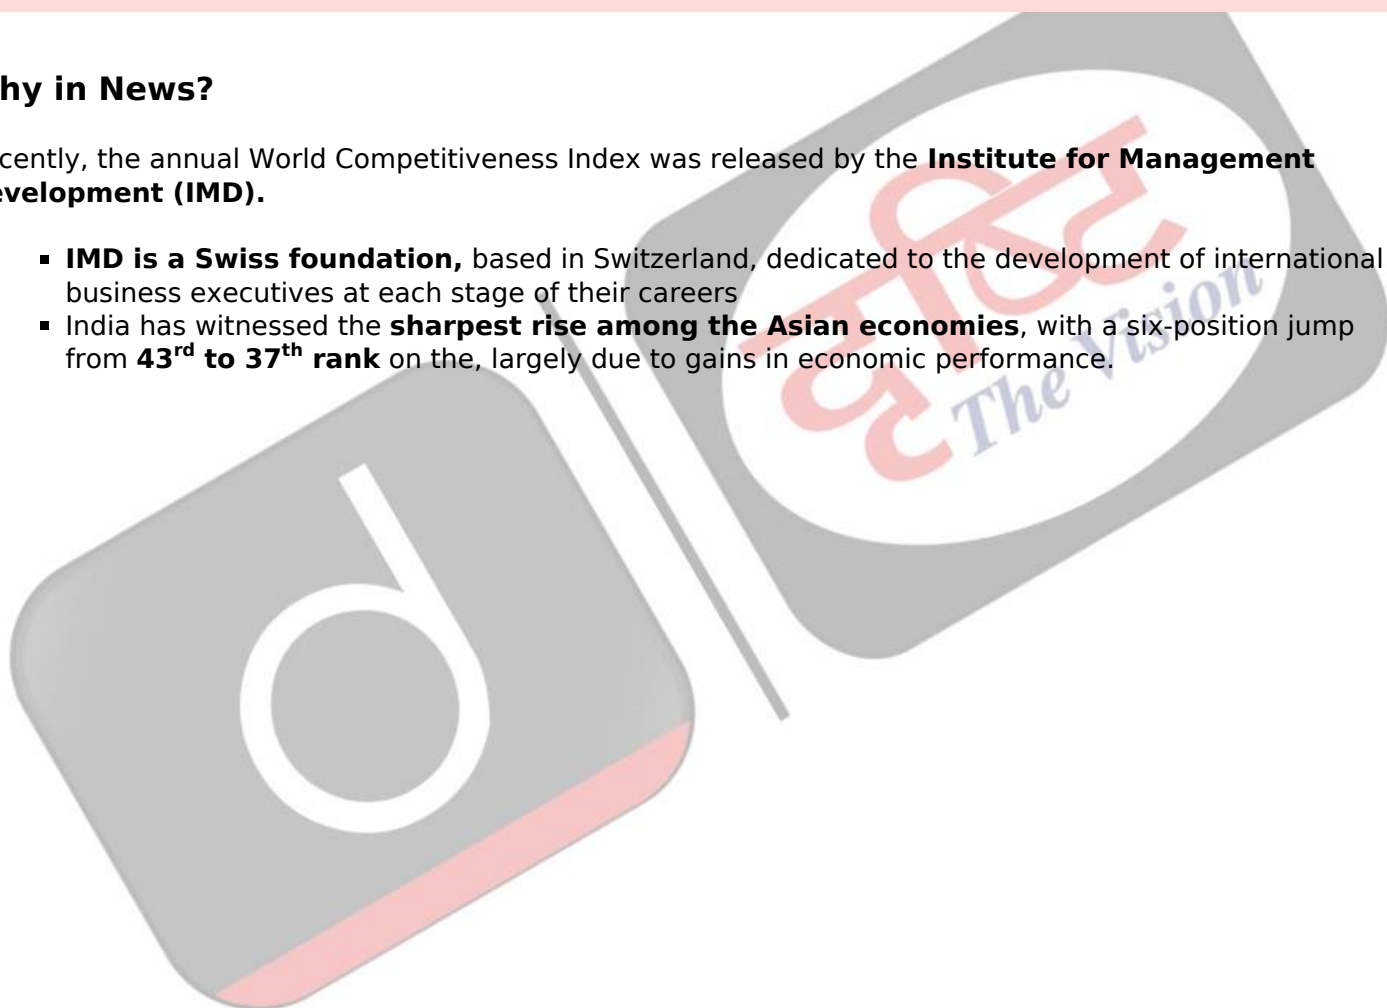 hy in News?
cently, the annual World Competitiveness Index was released by the Institute for Management
evelopment (IMD).
▪ IMD is a Swiss foundation, based in Switzerland, dedicated to the development of international
business executives at each stage of their careers
▪ India has witnessed the sharpest rise among the Asian economies, with a six-position jump
from 43rd to 37th rank on the, largely due to gains in economic performance.
दृष्टि
The Vision
d